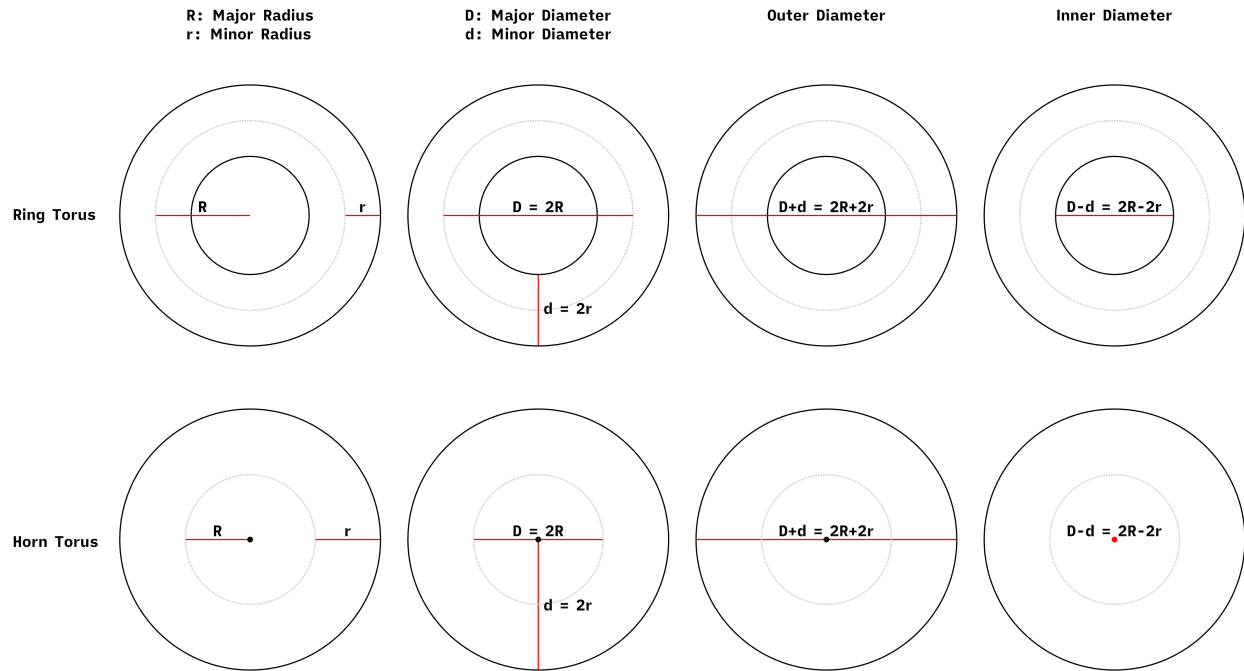 R: Major Radius
r: Minor Radius
D: Major Diameter
d: Minor Diameter
Outer Diameter
Inner Diameter
Ring Torus
R
r
D = 2R
d = 2r
D+d = 2R+2r
D-d = 2R-2r
Horn Torus
R
r
D = 2R
d = 2r
D+d = 2R+2r
D-d = 2R-2r